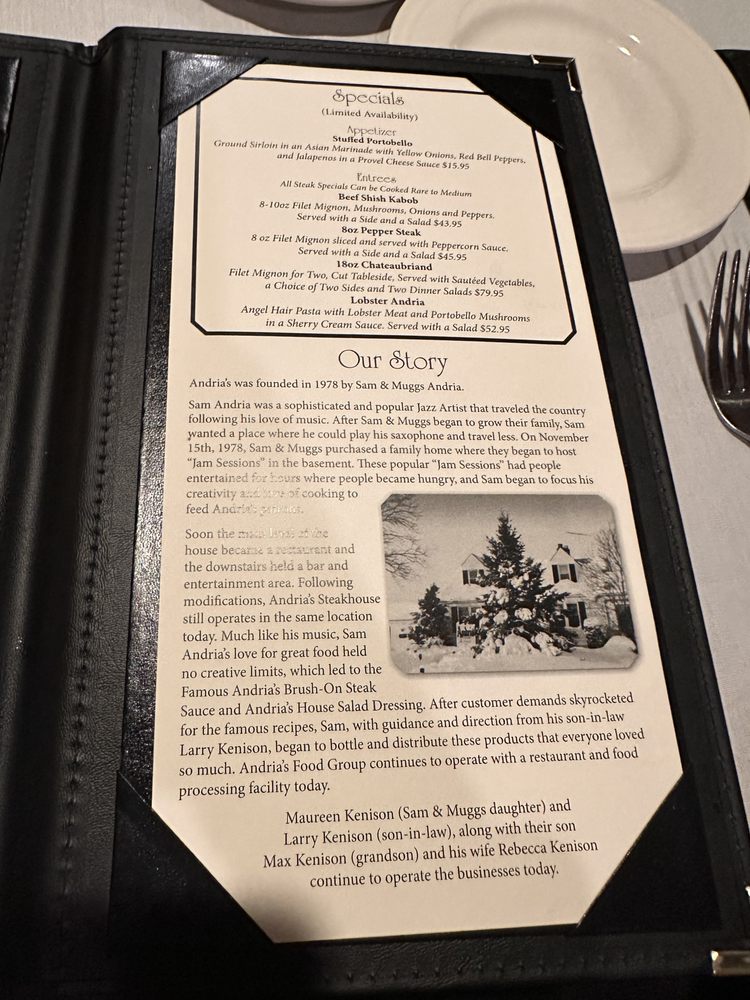 Specials
(Limited Availability)
Appetizer
Stuffed Portobello
Ground Sirloin in an Asian Marinade with Yellow Onions, Red Bell Peppers,
and Jalapenos in a Provel Cheese Sauce $15.95
Entrees
All Steak Specials Can be Cooked Rare to Medium
Beef Shish Kabob
8-10oz Filet Mignon, Mushrooms, Onions and Peppers.
Served with a Side and a Salad $43.95
8oz Pepper Steak
8 oz Filet Mignon sliced and served with Peppercorn Sauce.
Served with a Side and a Salad $45.95
18oz Chateaubriand
Filet Mignon for Two, Cut Tableside, Served with Sautéed Vegetables,
a Choice of Two Sides and Two Dinner Salads $79.95
Lobster Andria
Angel Hair Pasta with Lobster Meat and Portobello Mushrooms
in a Sherry Cream Sauce. Served with a Salad $52.95
Our Story
Andria's was founded in 1978 by Sam & Muggs Andria.
Sam Andria was a sophisticated and popular Jazz Artist that traveled the country
following his love of music. After Sam & Muggs began to grow their family, Sam
wanted a place where he could play his saxophone and travel less. On November
15th, 1978, Sam & Muggs purchased a family home where they began to host
"Jam Sessions" in the basement. These popular "Jam Sessions" had people
entertained for hours where people became hungry, and Sam began to focus his
creativity and love of cooking to
feed Andria's patrons.
Soon the main level of the
house became a restaurant and
the downstairs held a bar and
entertainment area. Following
modifications, Andria's Steakhouse
still operates in the same location
today. Much like his music, Sam
Andria's love for great food held
no creative limits, which led to the
Famous Andria's Brush-On Steak
Sauce and Andria's House Salad Dressing. After customer demands skyrocketed
for the famous recipes, Sam, with guidance and direction from his son-in-law
Larry Kenison, began to bottle and distribute these products that everyone loved
so much. Andria's Food Group continues to operate with a restaurant and food
processing facility today.
Maureen Kenison (Sam & Muggs daughter) and
Larry Kenison (son-in-law), along with their son
Max Kenison (grandson) and his wife Rebecca Kenison
continue to operate the businesses today.